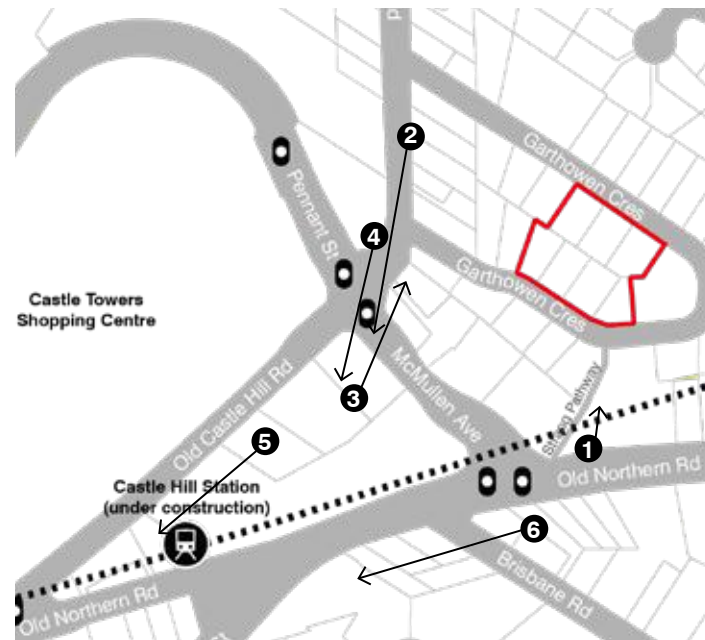 P
2
Garthowen Cres
Pennant St
4
Garthowen Cres
Castle Towers
Shopping Centre
McMullen Ave
Old Castle Hill Rd
3
5
1
Castle Hill Station
(under construction)
Old Northern Rd
6
Brisbane Rd
Old Northern Rd